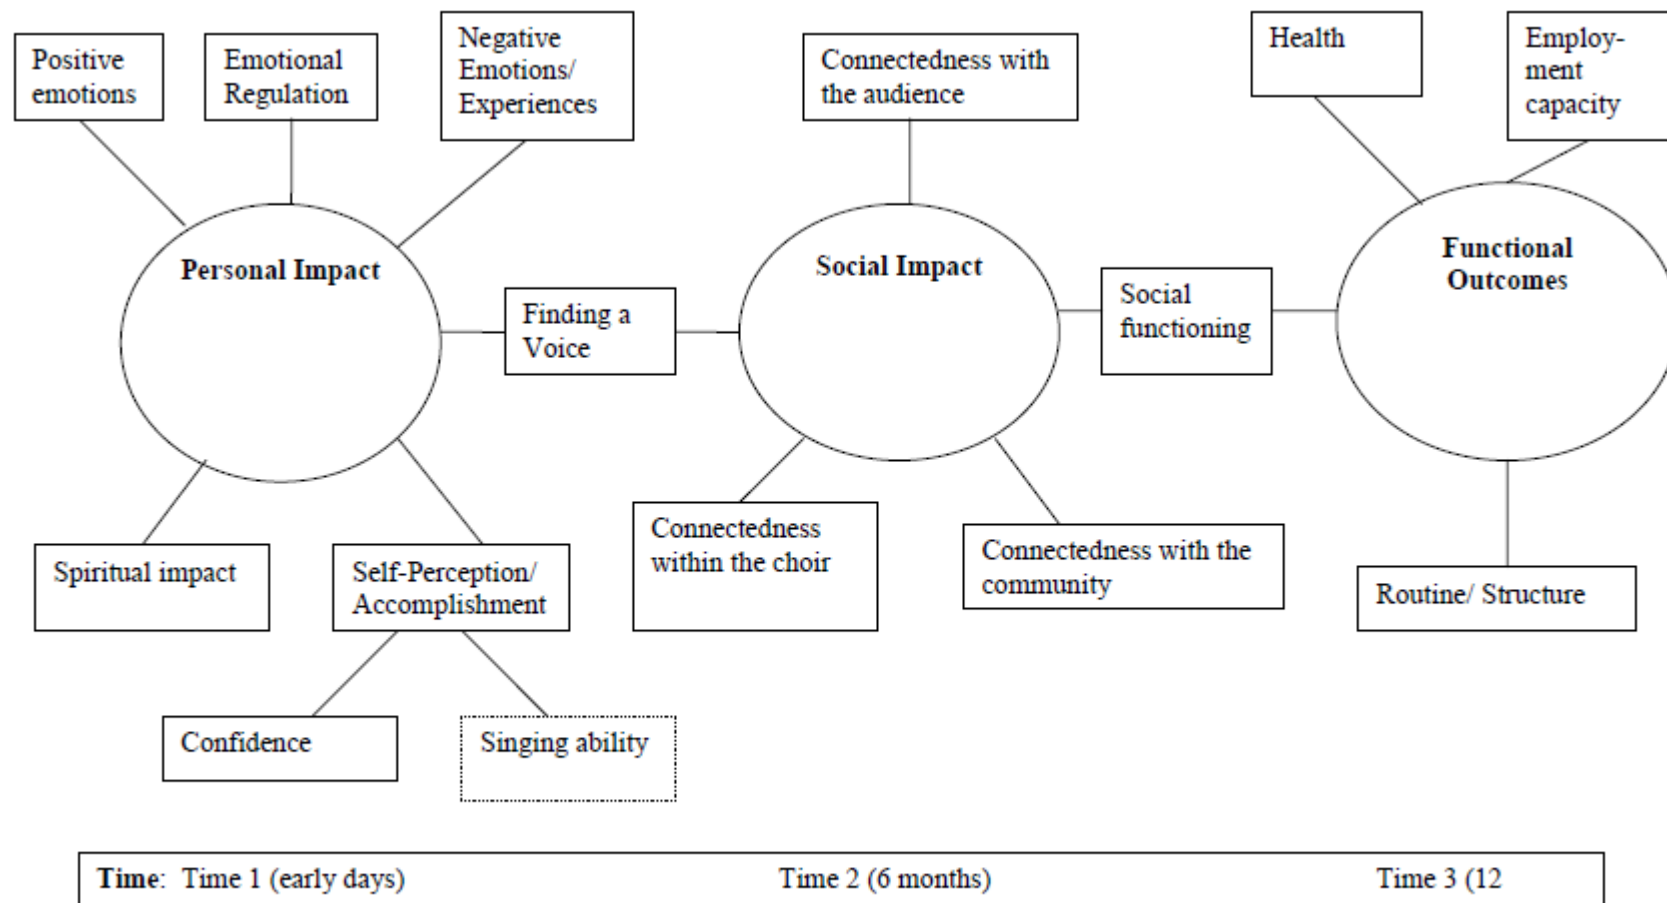 Positive
emotions
Emotional
Regulation
Negative
Emotions/
Experiences
Connectedness with
the audience
Health
Employ-
ment
capacity
Personal Impact
Finding a
Voice
Social Impact
Social
functioning
Functional
Outcomes
Spiritual impact
Self-Perception/
Accomplishment
Connectedness
within the choir
Connectedness with the
community
Routine/ Structure
Confidence
Singing ability
Time: Time 1 (early days) Time 2 (6 months) Time 3 (12